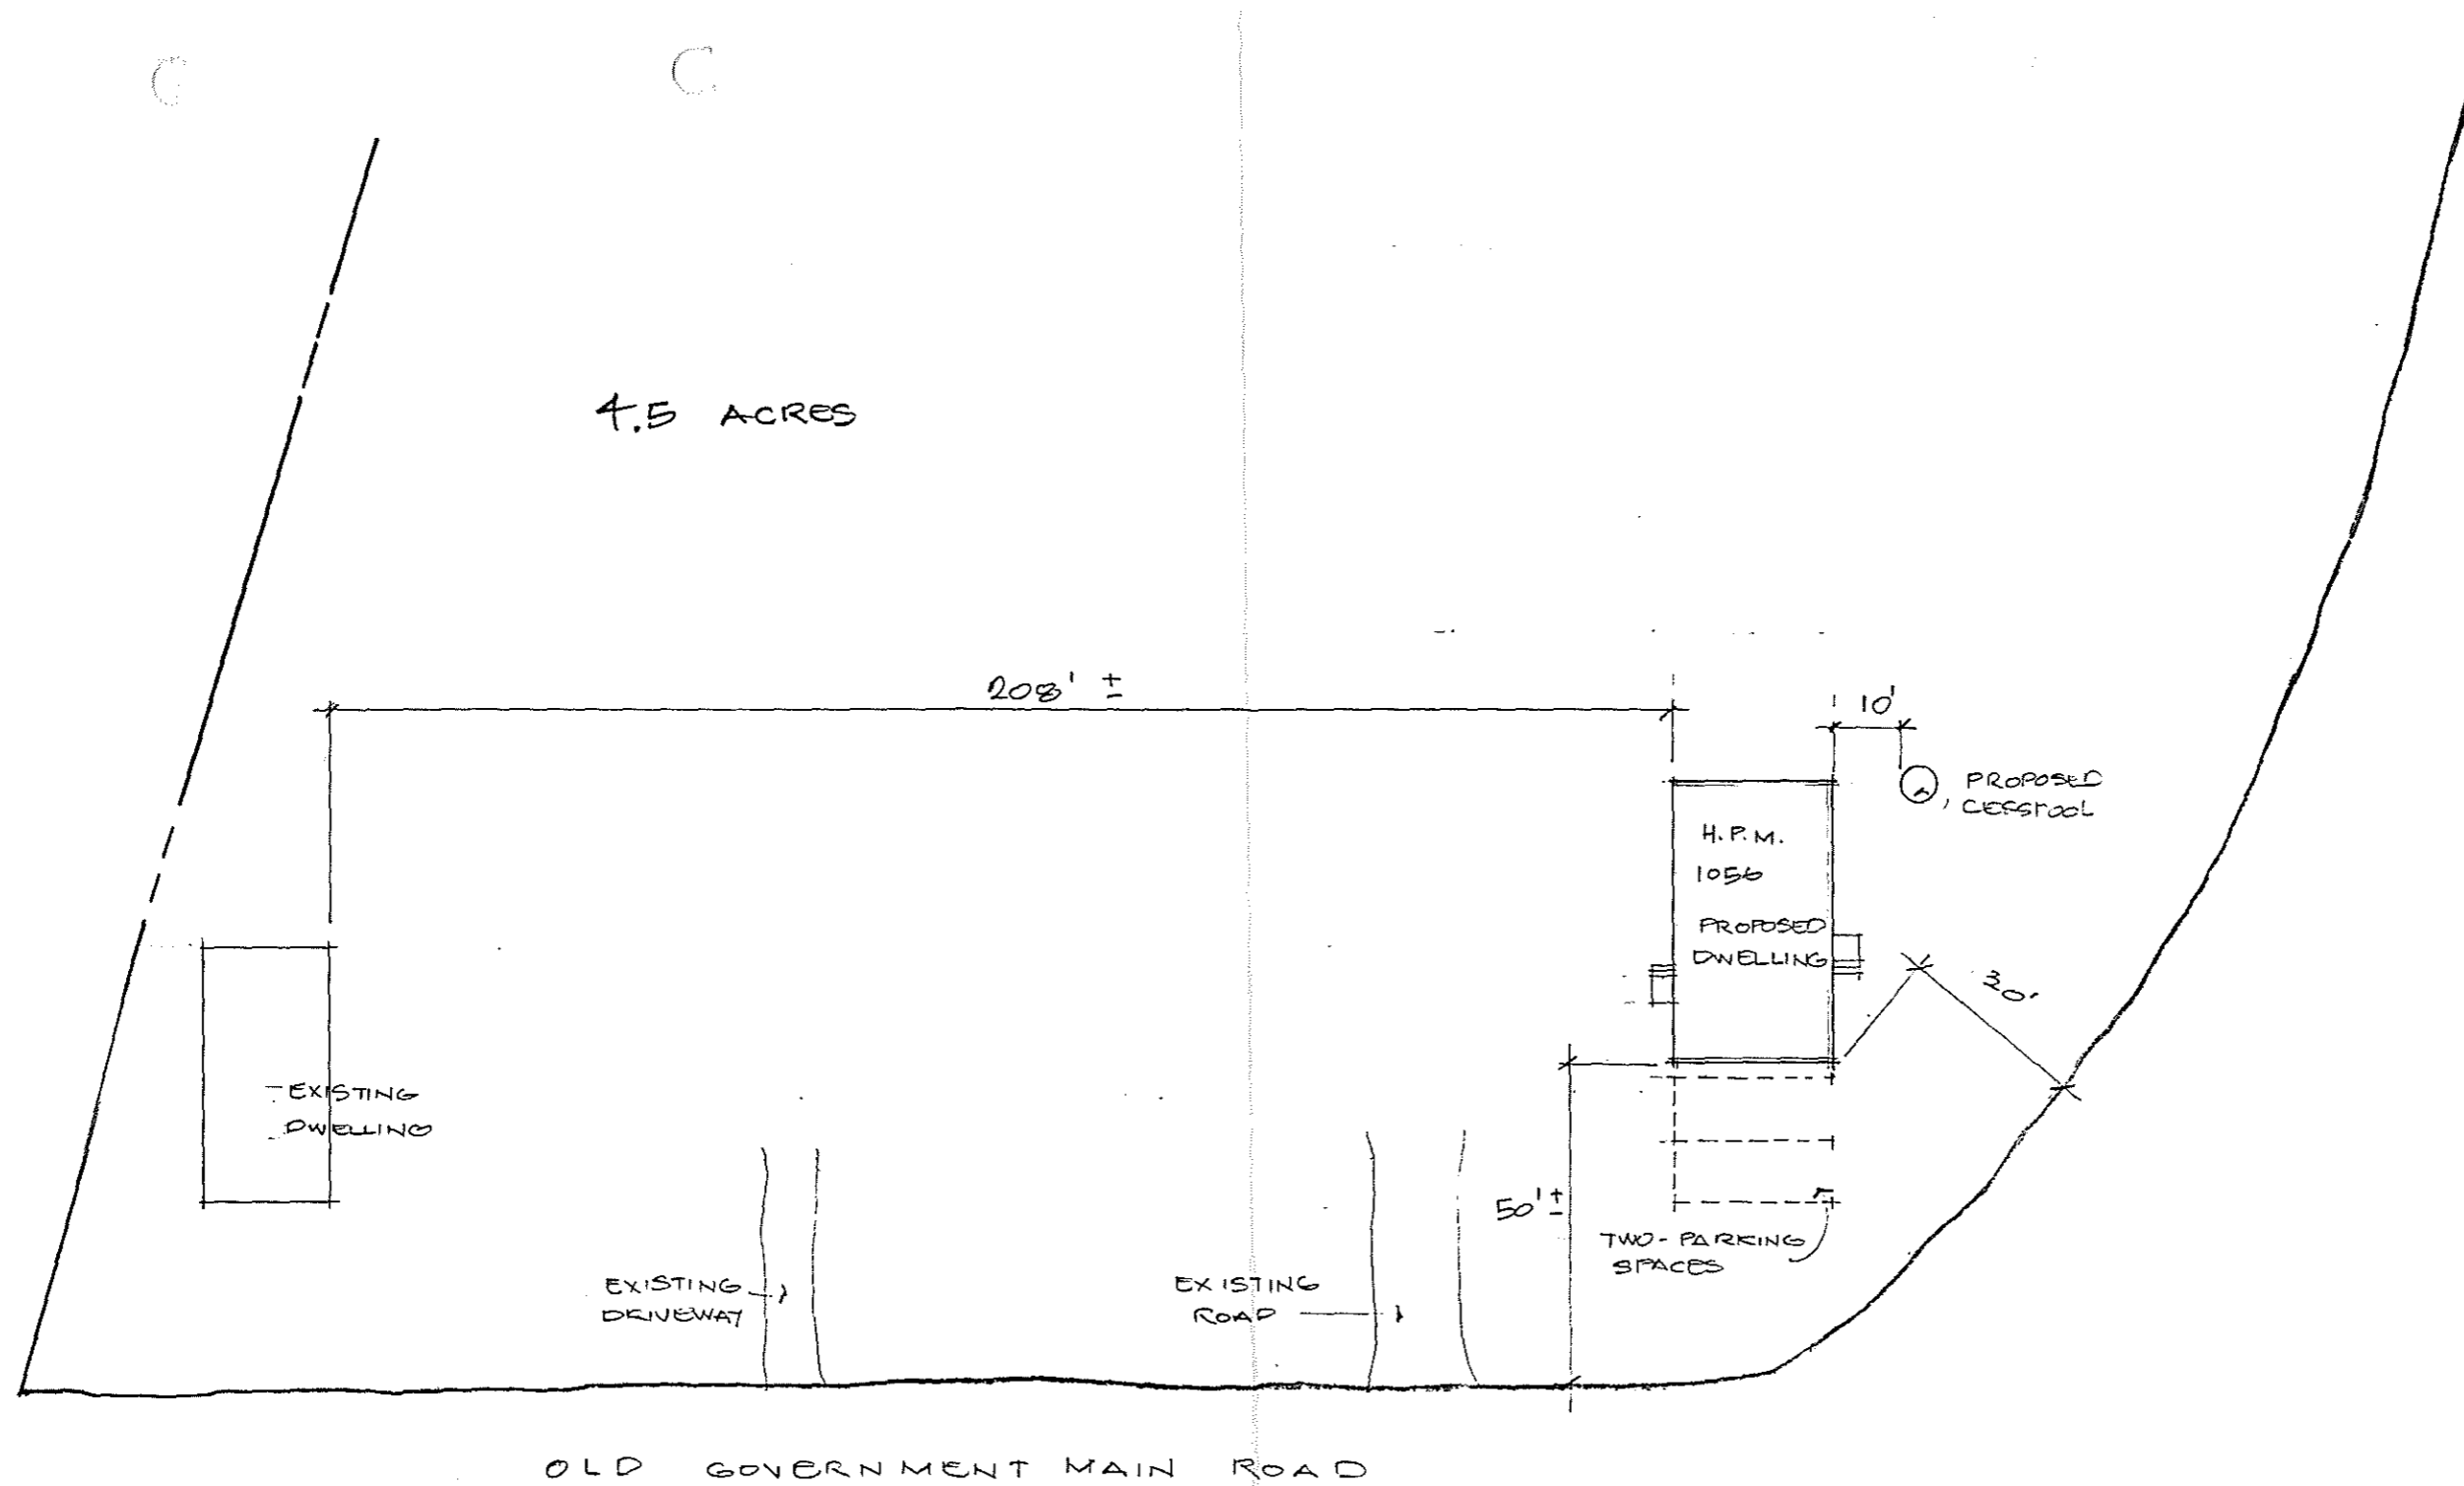 4.5 ACRES
208' ±
10'
PROPOSED
CESSPOOL
H.P.M.
1056
PROPOSED
DWELLING
30'
EXISTING
DWELLING
50' ±
TWO-PARKING
SPACES
EXISTING
DRIVEWAY
EXISTING
ROAD
OLD GOVERNMENT MAIN ROAD